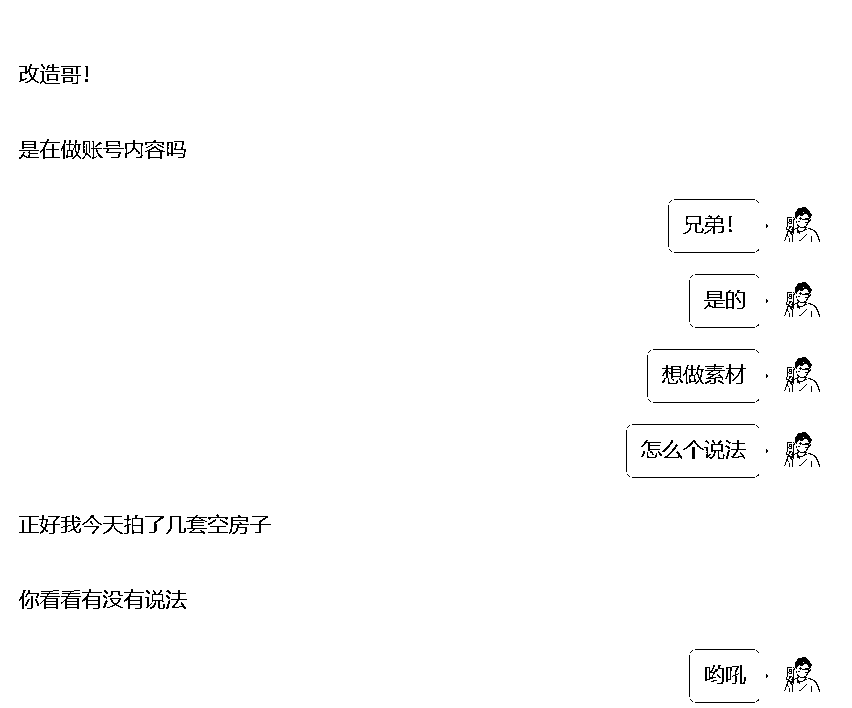 改造哥！
是在做账号内容吗
兄弟！
是的
想做素材
怎么个说法
正好我今天拍了几套空房子
你看看有没有说法
哟吼